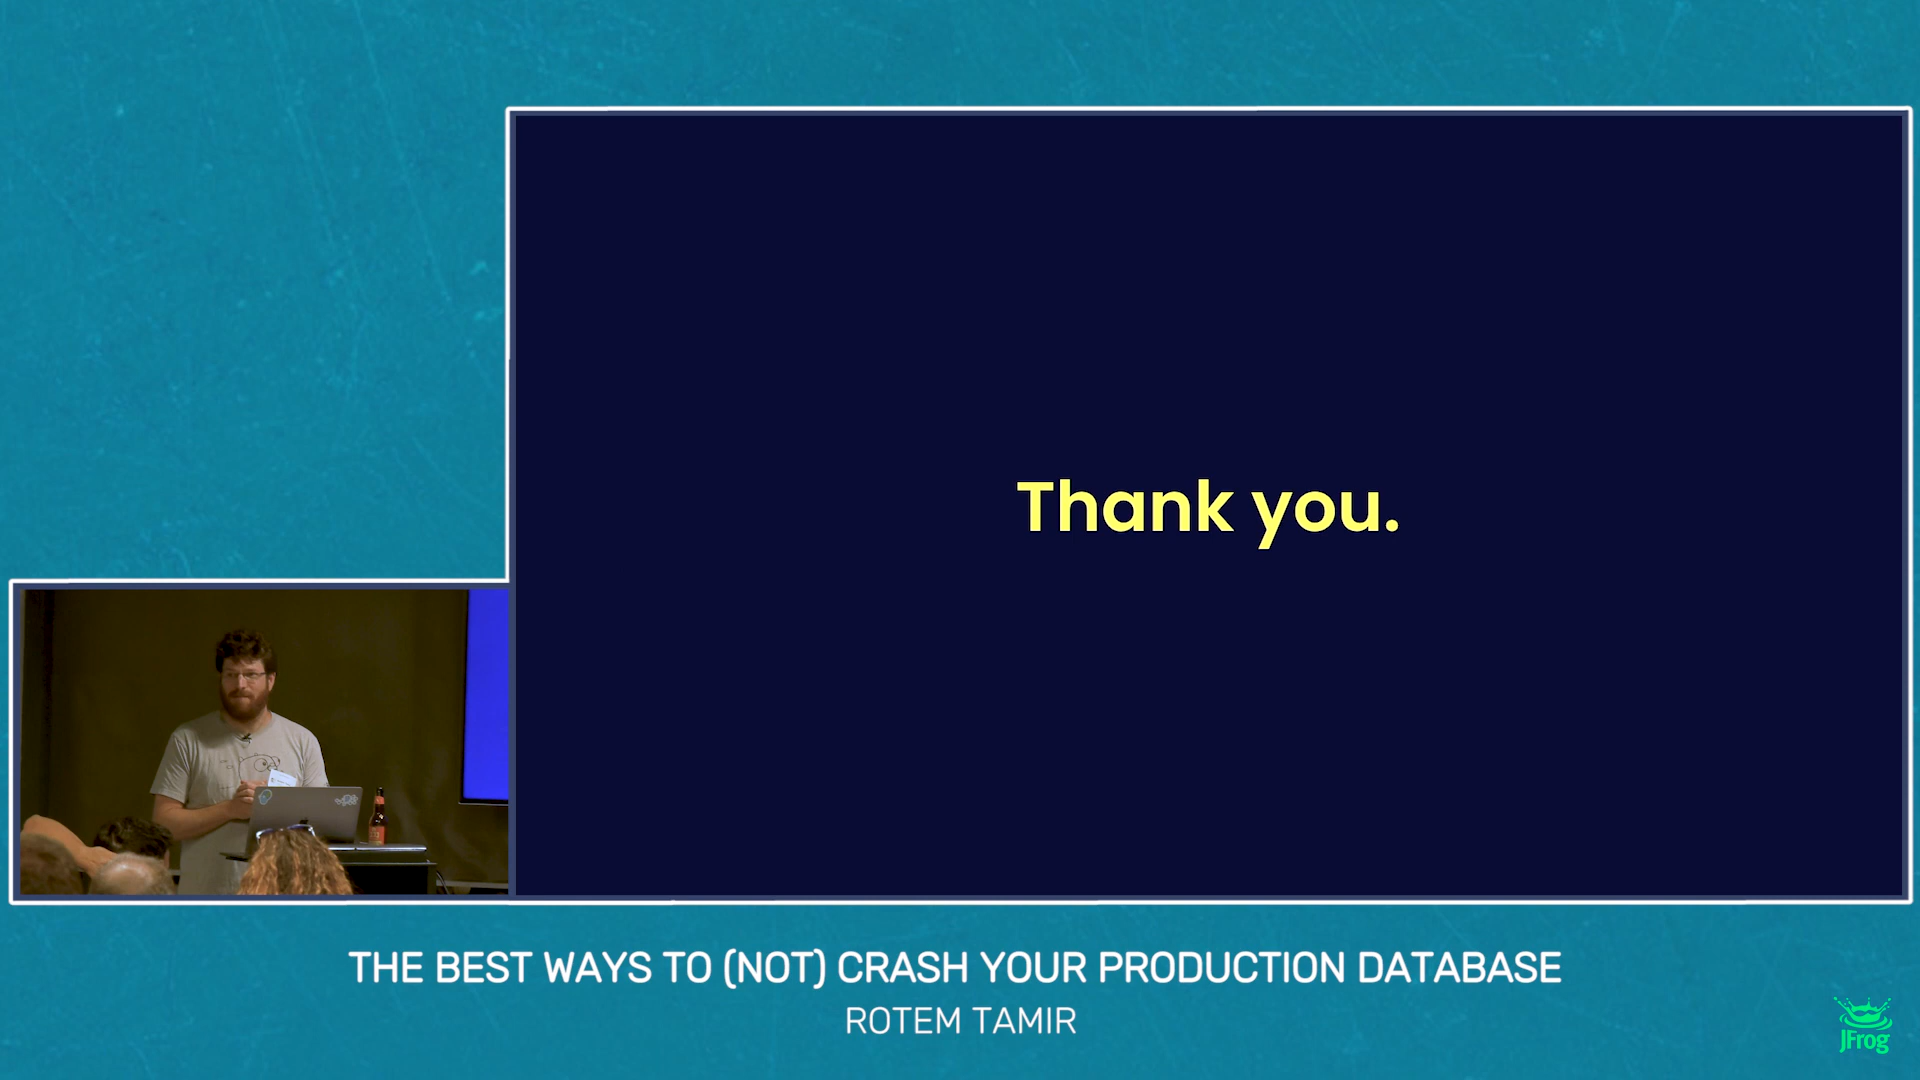 Thank you.
THE BEST WAYS TO (NOT) CRASH YOUR PRODUCTION DATABASE
ROTEM TAMIR
JFrog